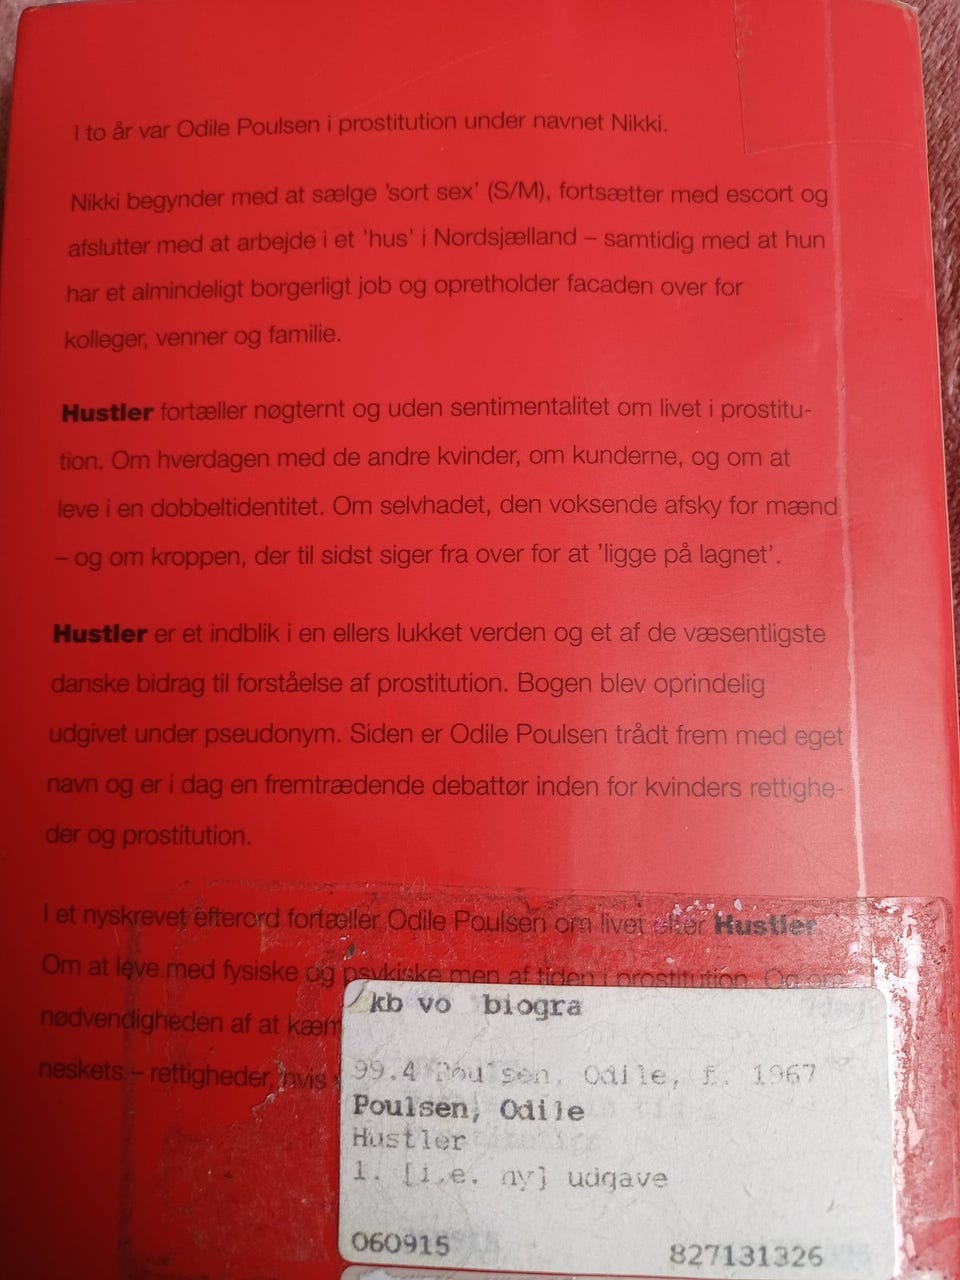 I to år var Odile Poulsen i prostitution under navnet Nikki.
Nikki begynder med at sælge 'sort sex' (S/M), fortsætter med escort og
afslutter med at arbejde i et 'hus' i Nordsjælland – samtidig med at hun
har et almindeligt borgerligt job og opretholder facaden over for
kolleger, venner og familie.
Hustler fortæller nøgternt og uden sentimentalitet om livet i prostitu-
tion. Om hverdagen med de andre kvinder, om kunderne, og om at
leve i en dobbeltidentitet. Om selvhadet, den voksende afsky for mænd
– og om kroppen, der til sidst siger fra over for at 'ligge på lagnet'.
Hustler er et indblik i en ellers lukket verden og et af de væsentligste
danske bidrag til forståelse af prostitution. Bogen blev oprindelig
udgivet under pseudonym. Siden er Odile Poulsen trådt frem med eget
navn og er i dag en fremtrædende debattør inden for kvinders rettighe-
der og prostitution.
I et nyskrevet efterord fortæller Odile Poulsen om livet efter Hustler
Om at leve med fysiske og psykiske men af tiden i prostitution. Og om
nødvendigheden af at
neskets – rettigheder, hvis
kb vo biogra
99.4 Poulsen, Odile, f. 1967
Poulsen, Odile
Hustler
1. [i.e. ny] udgave
060915 827131326